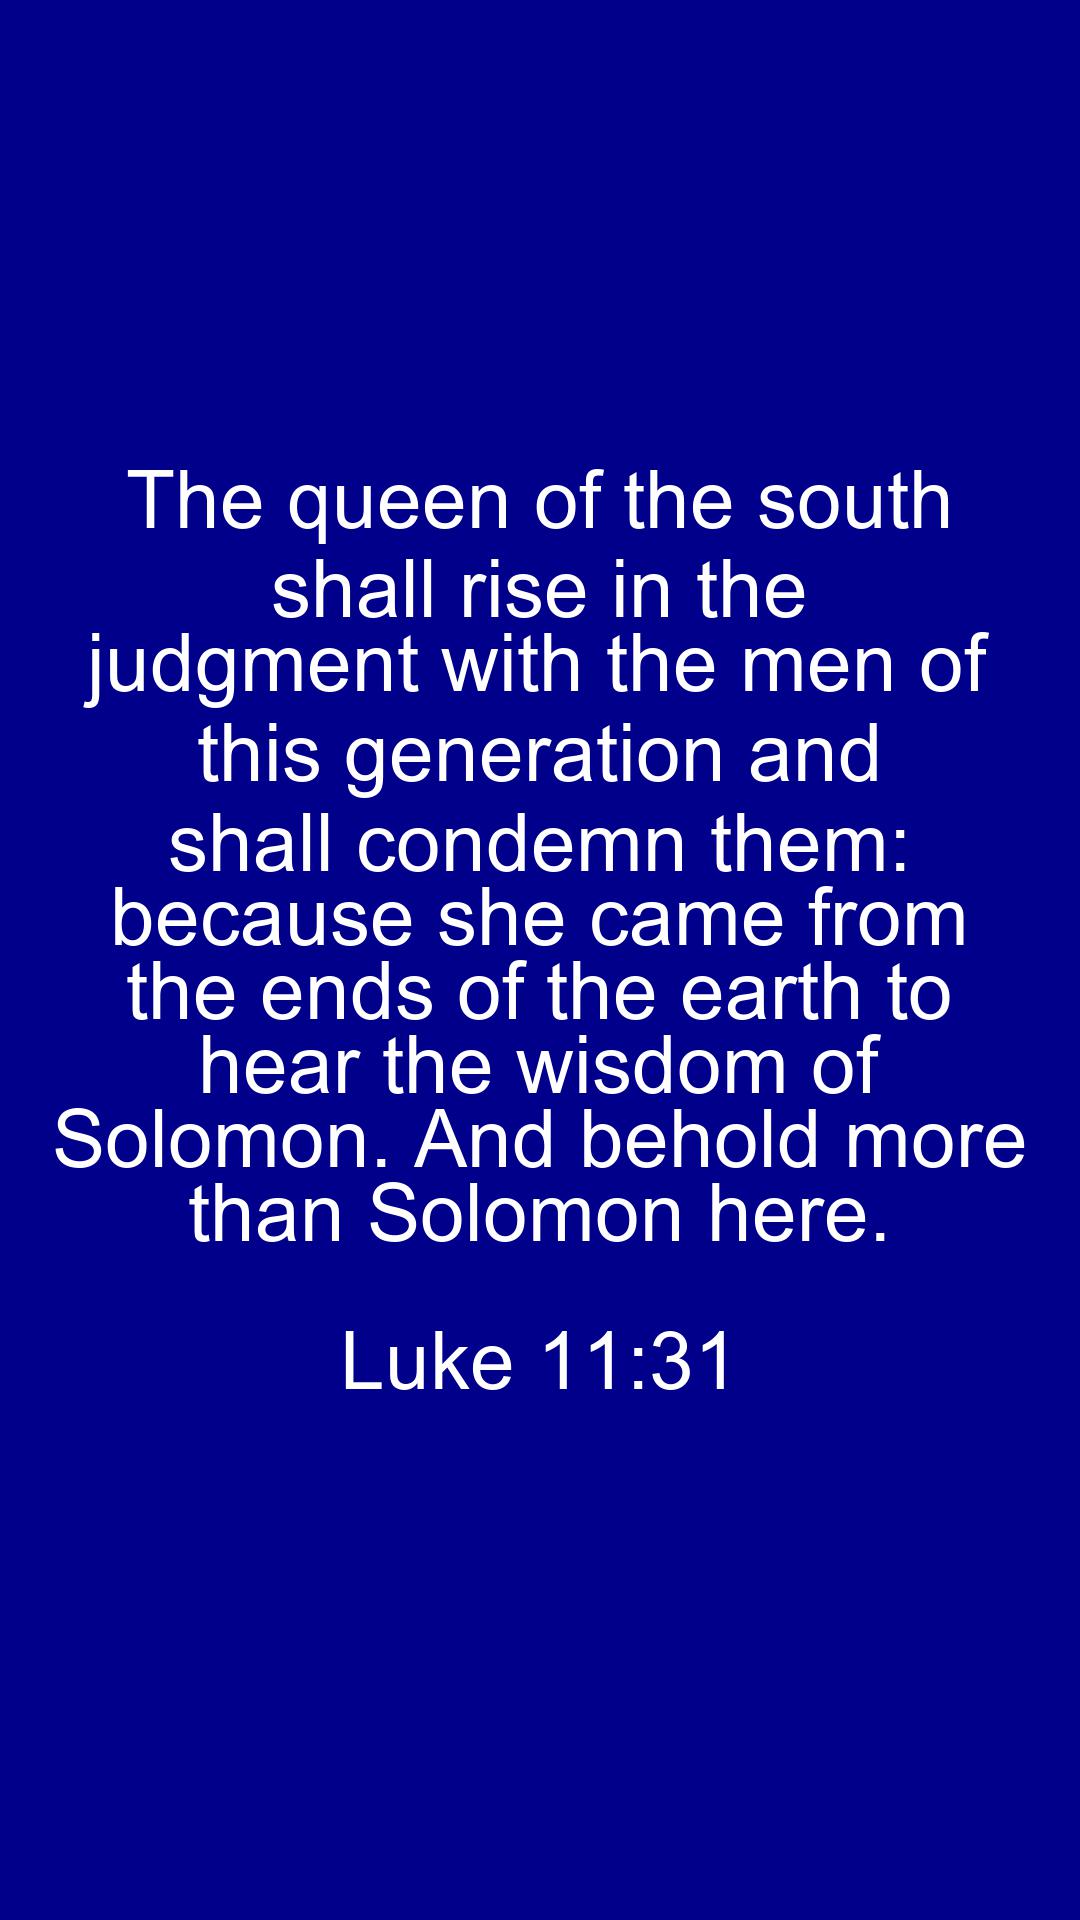 The queen of the south
shall rise in the
judgment with the men of
this generation and
shall condemn them:
because she came from
the ends of the earth to
hear the wisdom of
Solomon. And behold more
than Solomon here.
Luke 11:31